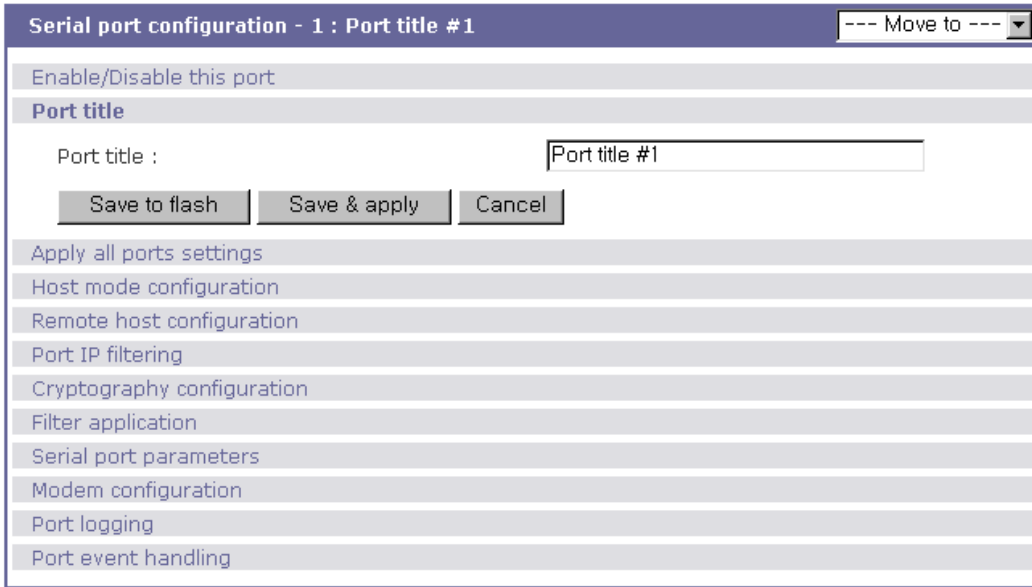 Serial port configuration - 1 : Port title #1
--- Move to ---
Enable/Disable this port
Port title
Port title :
Port title #1
Save to flash
Save & apply
Cancel
Apply all ports settings
Host mode configuration
Remote host configuration
Port IP filtering
Cryptography configuration
Filter application
Serial port parameters
Modem configuration
Port logging
Port event handling